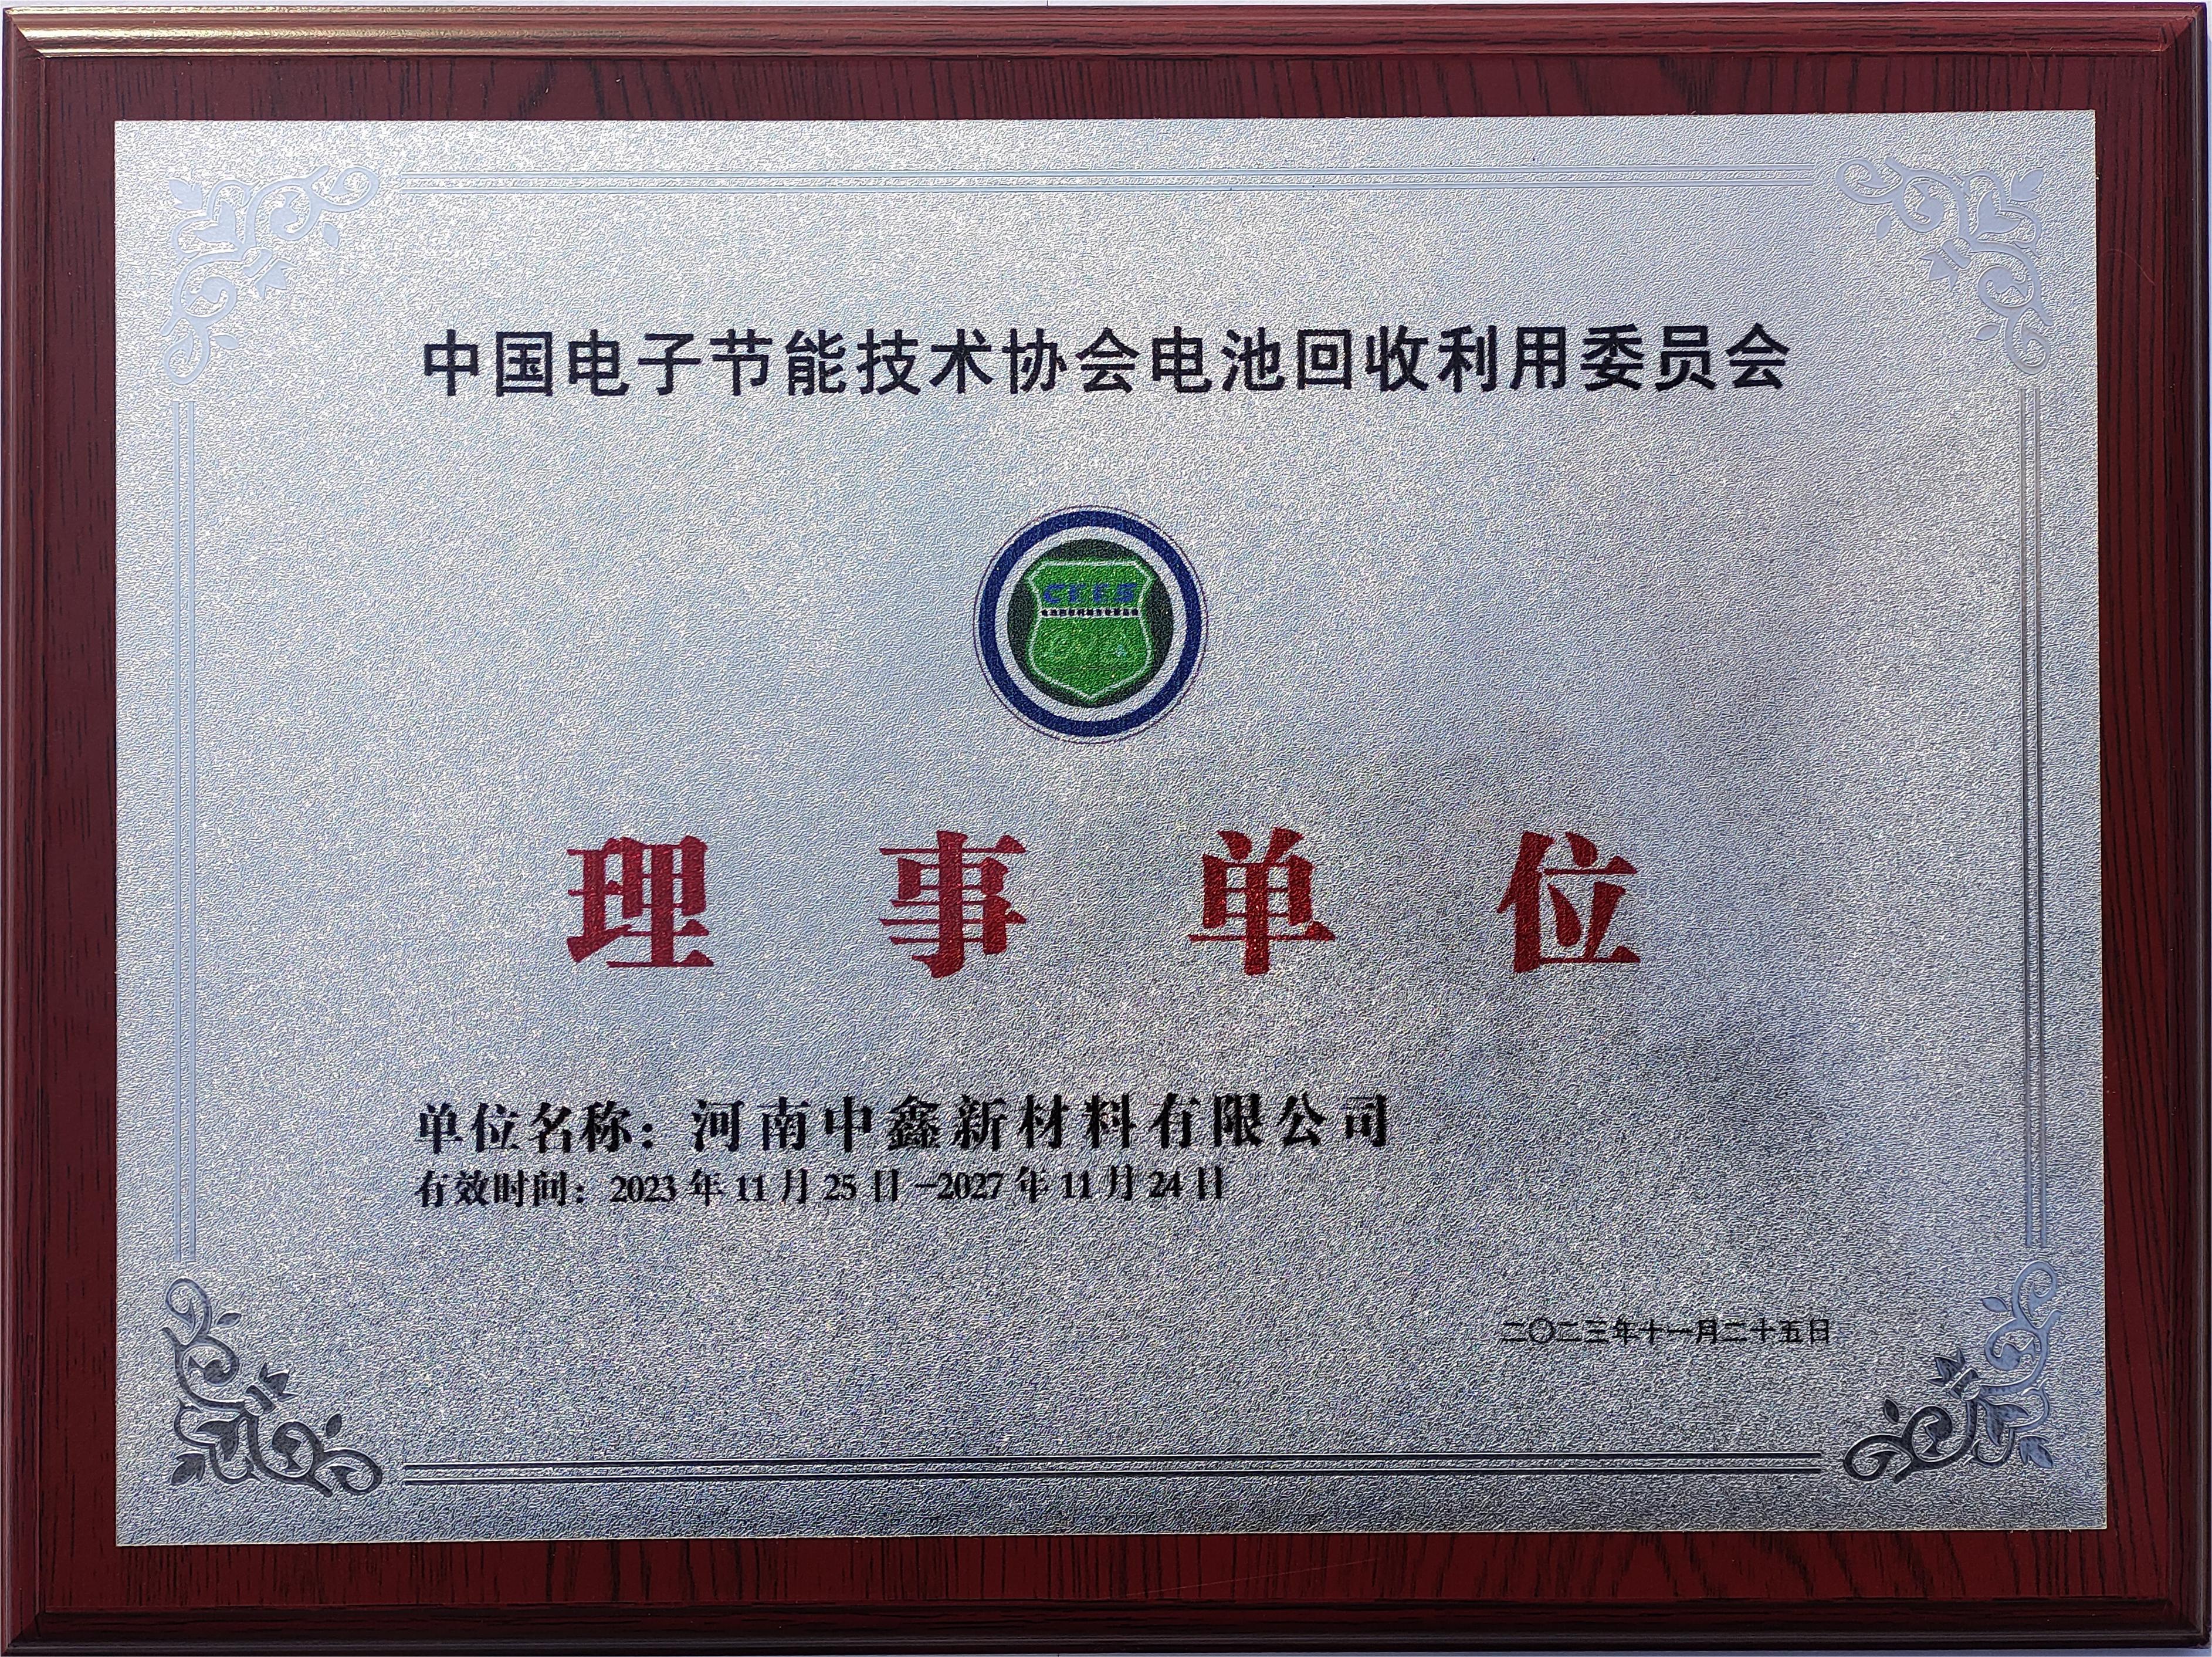 中国电子节能技术协会电池回收利用委员会
理事单位
单位名称：河南中鑫新材料有限公司
有效时间：2023年11月25日-2027年11月24日
二〇二三年十一月二十五日